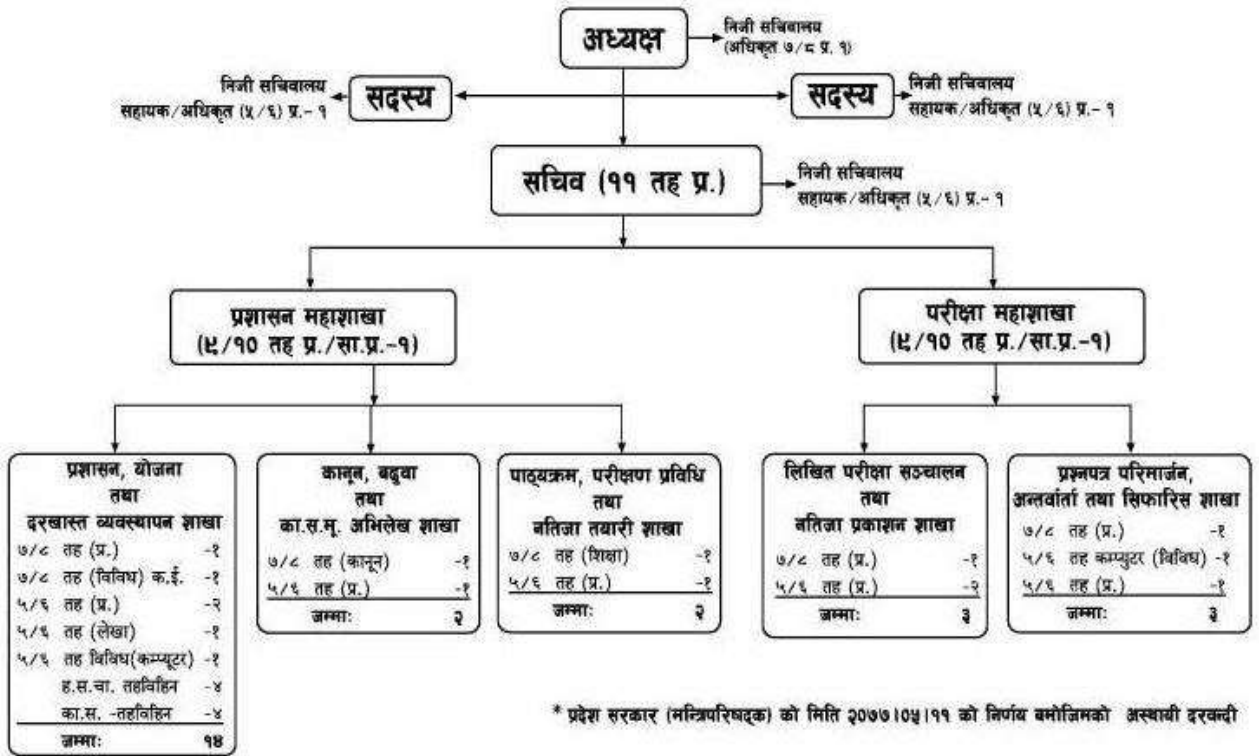 अध्यक्ष
निजी सचिवालय
(अधिकृत ७/८ प्र. १)
निजी सचिवालय
सहायक/अधिकृत (५/६) प्र.- १
सदस्य
सदस्य
निजी सचिवालय
सहायक/अधिकृत (५/६) प्र.- १
सचिव (११ तह प्र.)
निजी सचिवालय
सहायक/अधिकृत (५/६) प्र.- १
प्रशासन महाशाखा
(९/१० तह प्र./सा.प्र.-१)
परीक्षा महाशाखा
(९/१० तह प्र./सा.प्र.-१)
प्रशासन, योजना
तथा
दरखास्त व्यवस्थापन शाखा
७/८ तह (प्र.) -१
७/८ तह (विविध) क.ई. -१
५/६ तह (प्र.) -२
५/६ तह (लेखा) -१
५/६ तह विविध(कम्प्यूटर) -१
ह.स.चा. तहविहिन -४
का.स. -तहविहिन -४
जम्माः १४
कानून, बढुवा
तथा
का.स.मू. अभिलेख शाखा
७/८ तह (कानून) -१
५/६ तह (प्र.) -१
जम्माः २
पाठ्यक्रम, परीक्षण प्रविधि
तथा
नतिजा तयारी शाखा
७/८ तह (शिक्षा) -१
५/६ तह (प्र.) -१
जम्माः २
लिखित परीक्षा सञ्चालन
तथा
नतिजा प्रकाशन शाखा
७/८ तह (प्र.) -१
५/६ तह (प्र.) -२
जम्माः ३
प्रश्नपत्र परिमार्जन,
अन्तर्वार्ता तथा सिफारिस शाखा
७/८ तह (प्र.) -१
५/६ तह कम्प्युटर (विविध) -१
५/६ तह (प्र.) -१
जम्माः ३
* प्रदेश सरकार (मन्त्रिपरिषद्क) को मिति २०७७।०५।११ को निर्णय बमोजिमको अस्थायी दरवन्दी